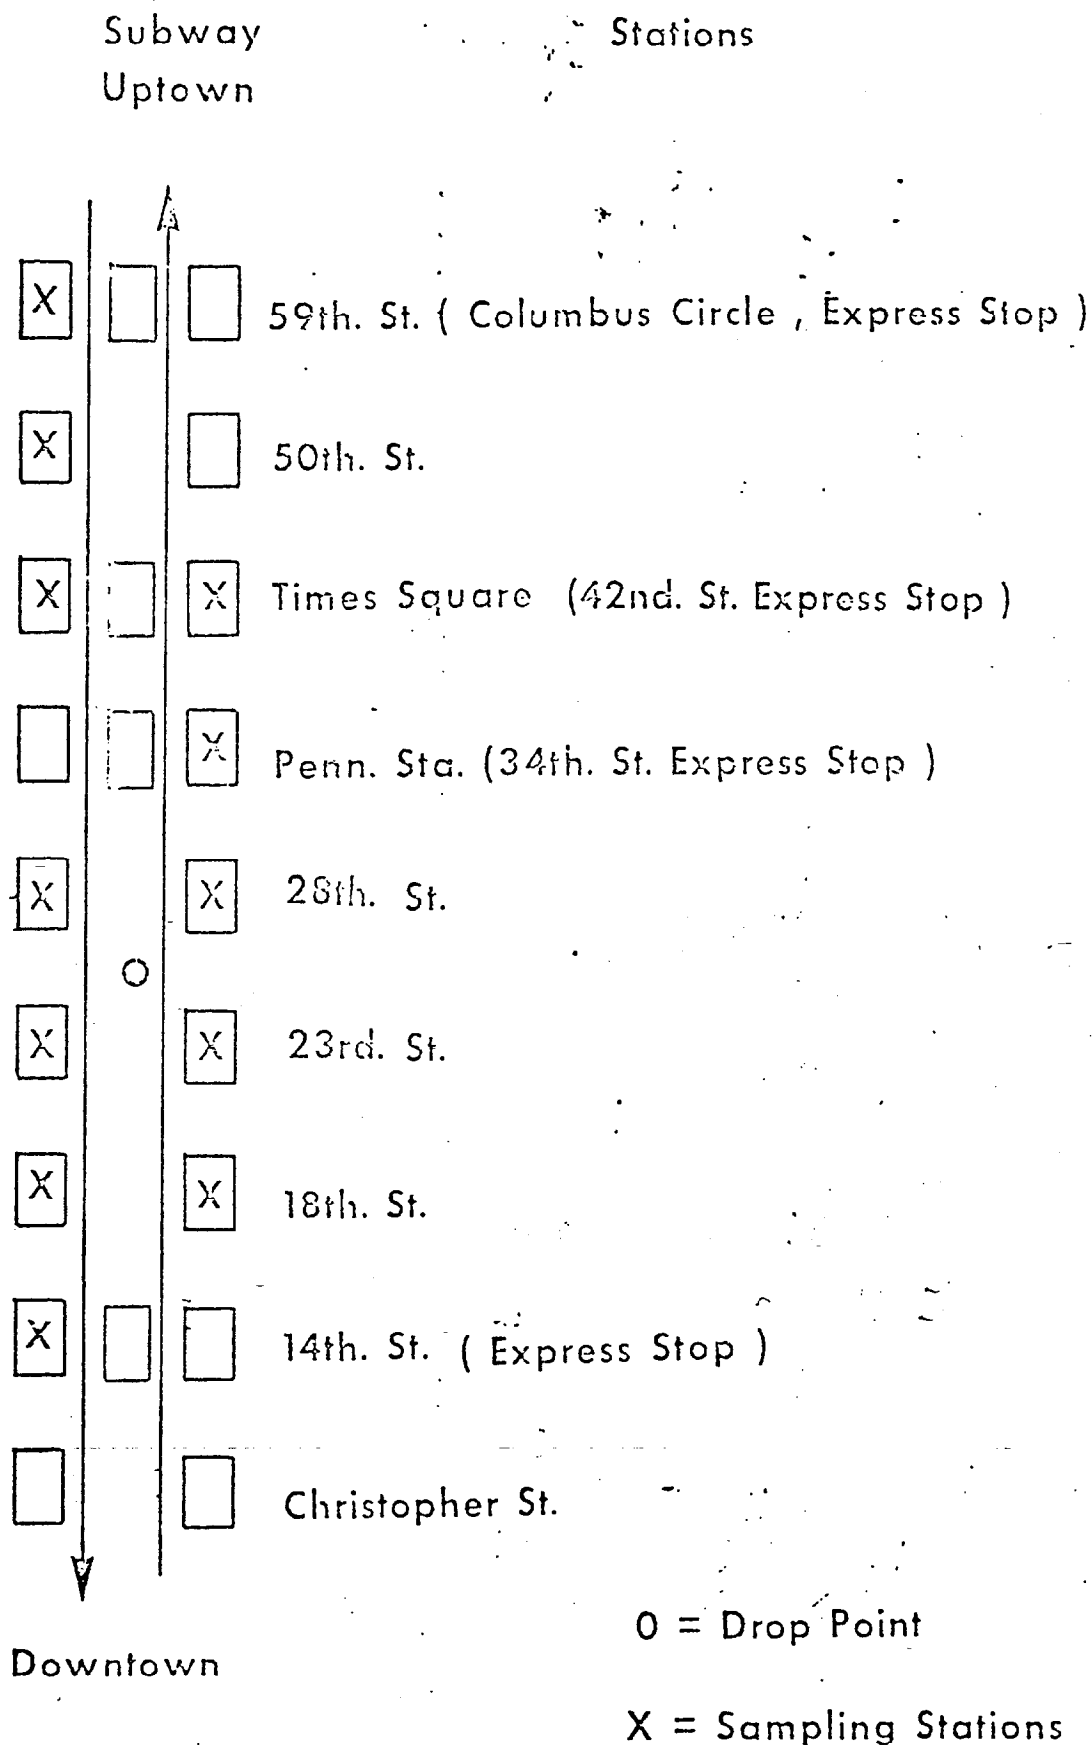 Subway Stations
Uptown
X 59th. St. ( Columbus Circle , Express Stop )
X 50th. St.
X X Times Square (42nd. St. Express Stop )
X Penn. Sta. (34th. St. Express Stop )
X X 28th. St.
O
X X 23rd. St.
X X 18th. St.
X 14th. St. ( Express Stop )
Christopher St.
O = Drop Point
Downtown
X = Sampling Stations